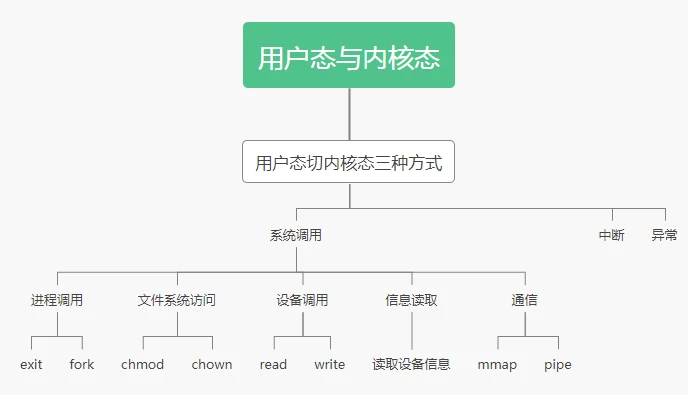 用户态与内核态
用户态切内核态三种方式
系统调用
中断
异常
进程调用
文件系统访问
设备调用
信息读取
通信
exit
fork
chmod
chown
read
write
读取设备信息
mmap
pipe